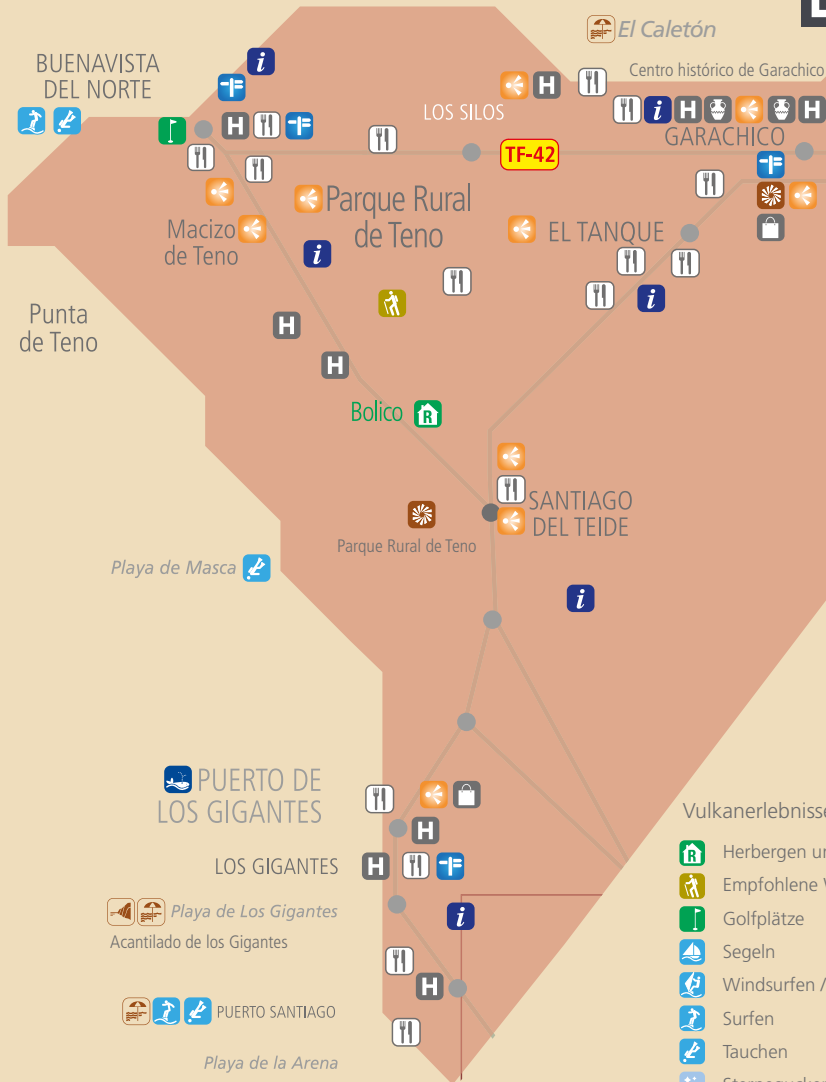 El Caletón
BUENAVISTA
DEL NORTE
Centro histórico de Garachico
LOS SILOS
GARACHICO
TF-42
Parque Rural
de Teno
Macizo
de Teno
EL TANQUE
Punta
de Teno
Bolico
SANTIAGO
DEL TEIDE
Parque Rural de Teno
Playa de Masca
PUERTO DE
LOS GIGANTES
LOS GIGANTES
Playa de Los Gigantes
Acantilado de los Gigantes
PUERTO SANTIAGO
Playa de la Arena
Vulkanerlebnisse
Herbergen
Empfohlene
Golfplätze
Segeln
Windsurfen /
Surfen
Tauchen